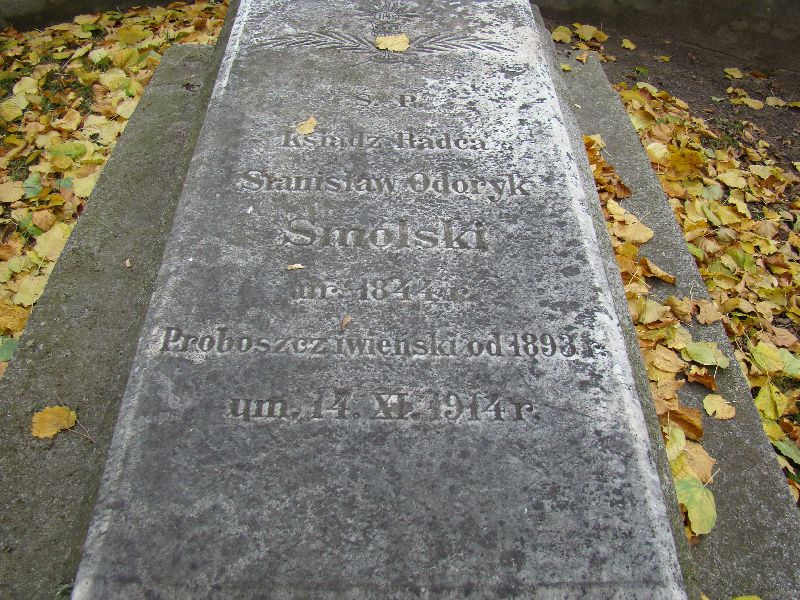 Ś. P.
Ksiądz Radca
Stanisław Odoryk
Smolski
ur. 1844 r.
Proboszcz iwieński od 1893 r.
um. 14. XI. 1914 r.